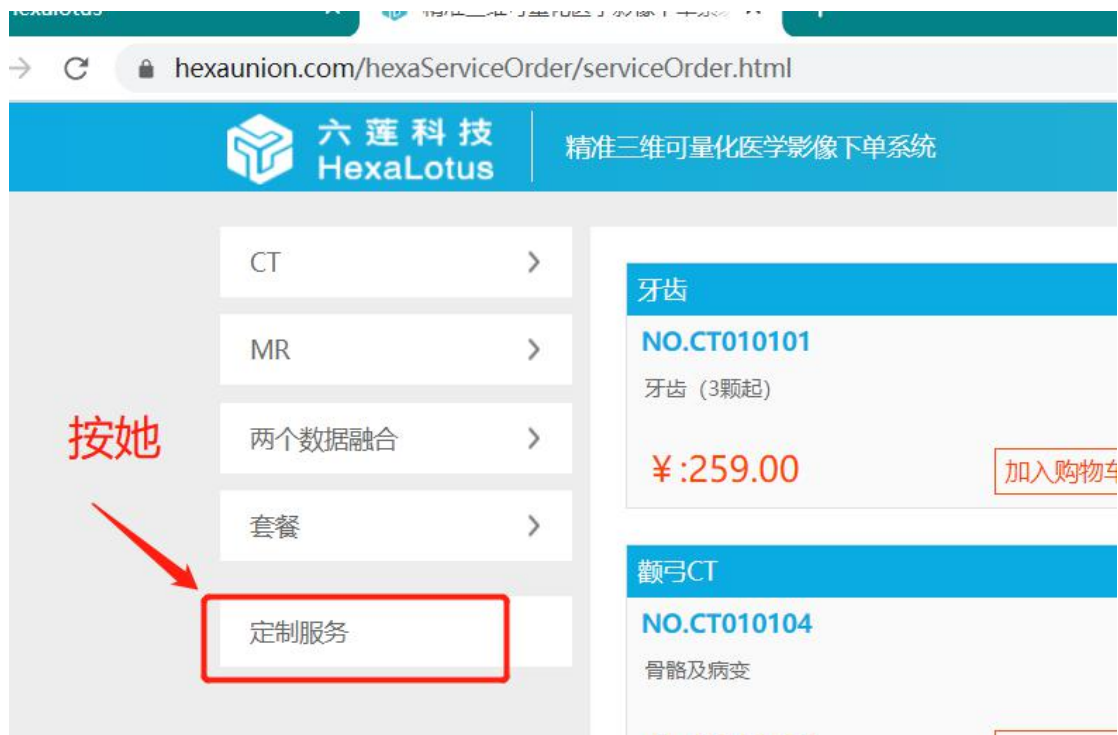 hexaunion.com/hexaServiceOrder/serviceOrder.html
六莲科技
HexaLotus
精准三维可量化医学影像下单系统
CT
MR
两个数据融合
套餐
定制服务
按她
牙齿
NO.CT010101
牙齿（3颗起）
￥:259.00
加入购物车
颧弓CT
NO.CT010104
骨骼及病变